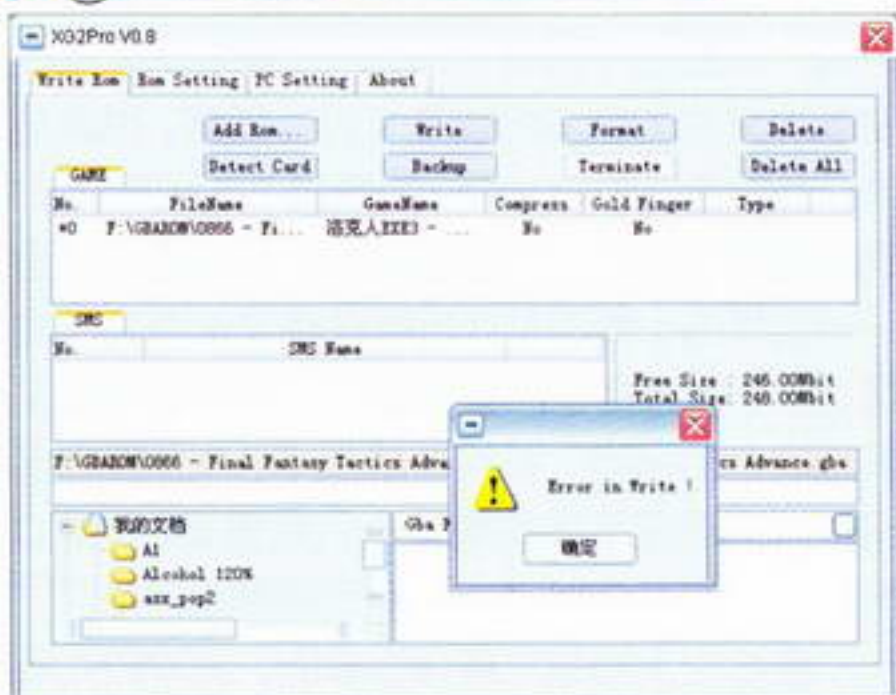 XG2Pro V0.8
Write Rom Rom Setting PC Setting About
Add Rom... Write Format Delete
Detect Card Backup Terminate Delete All
GAME
No. FileName GameName Compress Gold Finger Type
*0 F:\GBAROM\0866 - Fi... 洛克人EXE3 - ... No No
SMS
No. SMS Name
Free Size : 246.00Mbit
Total Size: 248.00Mbit
F:\GBAROM\0866 - Final Fantasy Tactics Adva
cs Advance gba
Error in Write !
确定
我的文档
A1
Alcohol 120%
asx_pop2
Gba